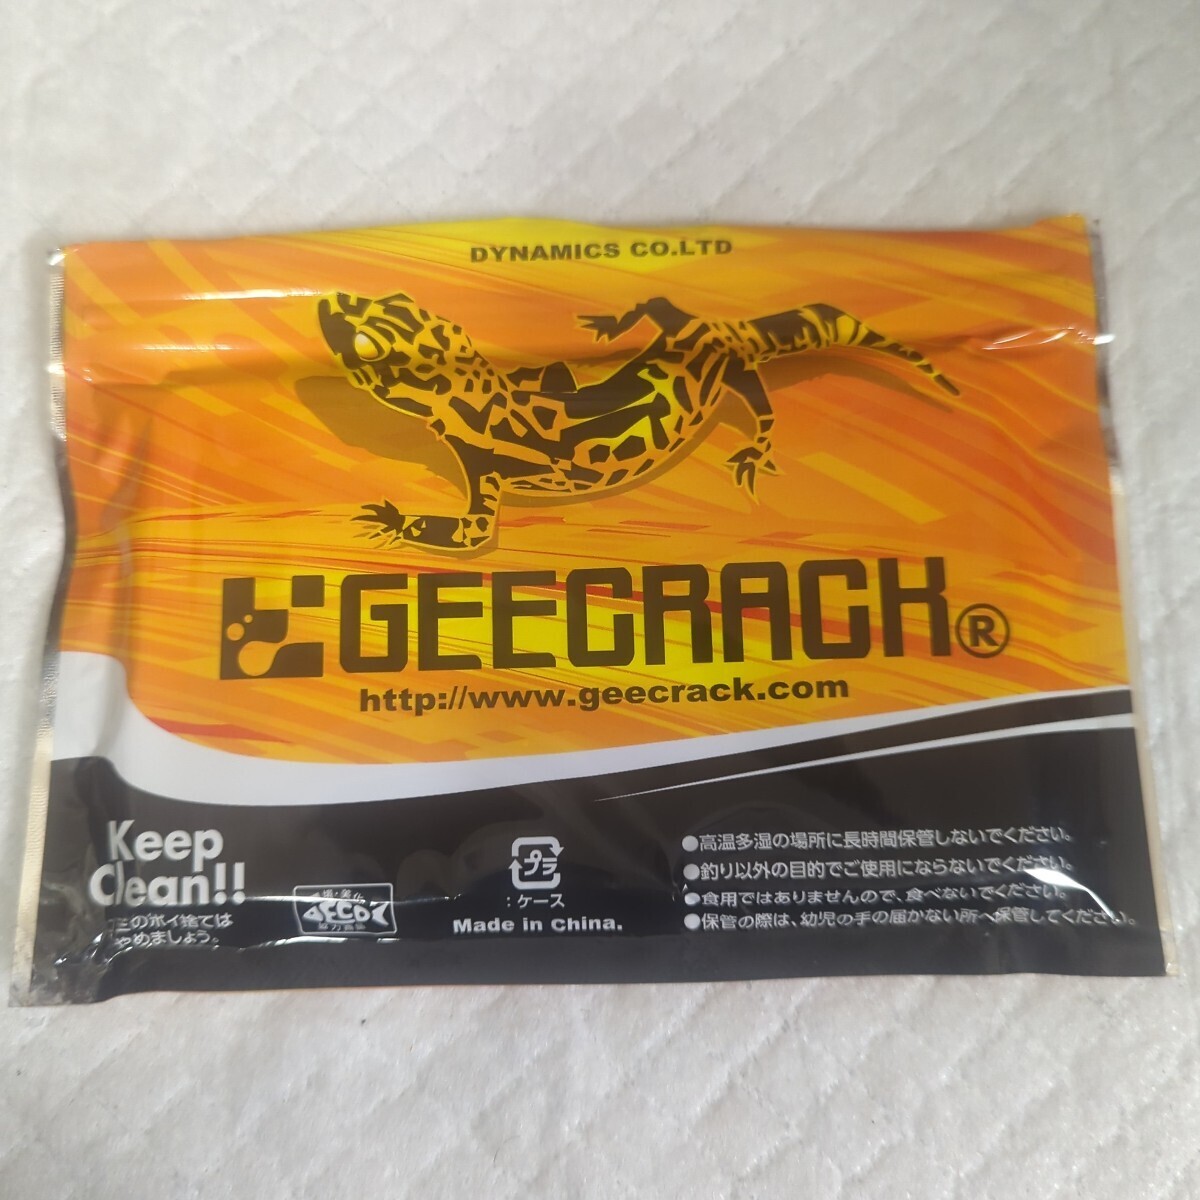 DYNAMICS CO.LTD
GEECRACK®
http://www.geecrack.com
Keep
Clean!!
ゴミのポイ捨ては
やめましょう。
プラ
:ケース
Made in China.
●高温多湿の場所に長時間保管しないでください。
●釣り以外の目的でご使用にならないでください。
●食用ではありませんので、食べないでください。
●保管の際は、幼児の手の届かない所へ保管してください。